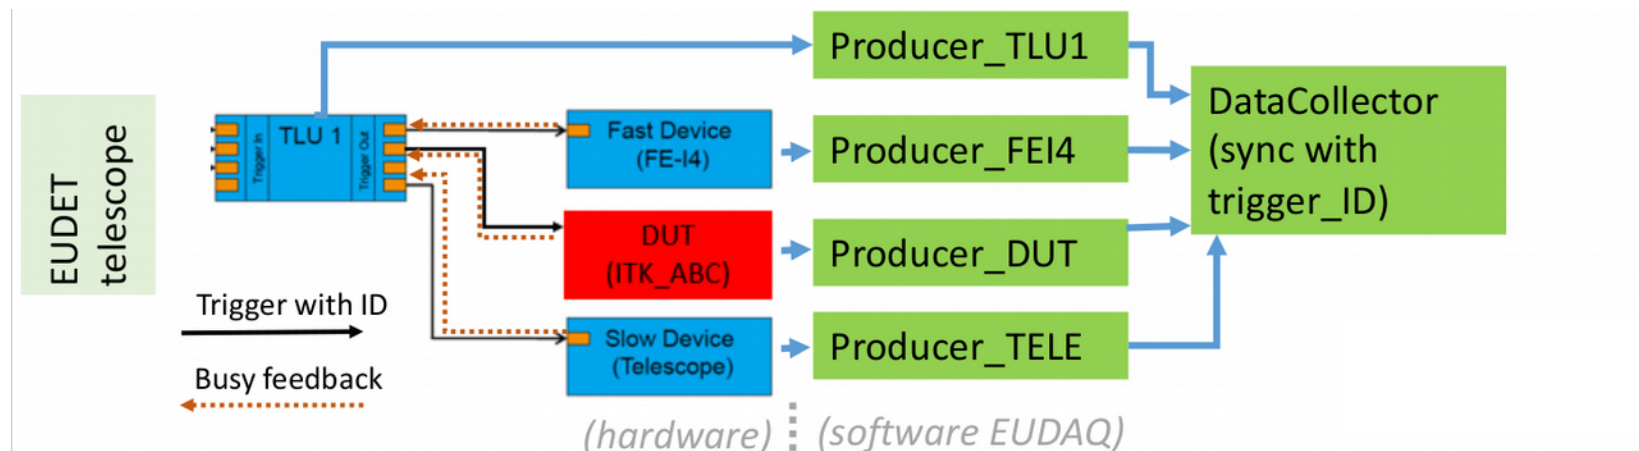 EUDET
telescope
Trigger In
TLU 1
Trigger Out
Trigger with ID
Busy feedback
Fast Device
(FE-I4)
DUT
(ITK_ABC)
Slow Device
(Telescope)
(hardware)
Producer_TLU1
Producer_FEI4
Producer_DUT
Producer_TELE
(software EUDAQ)
DataCollector
(sync with
trigger_ID)